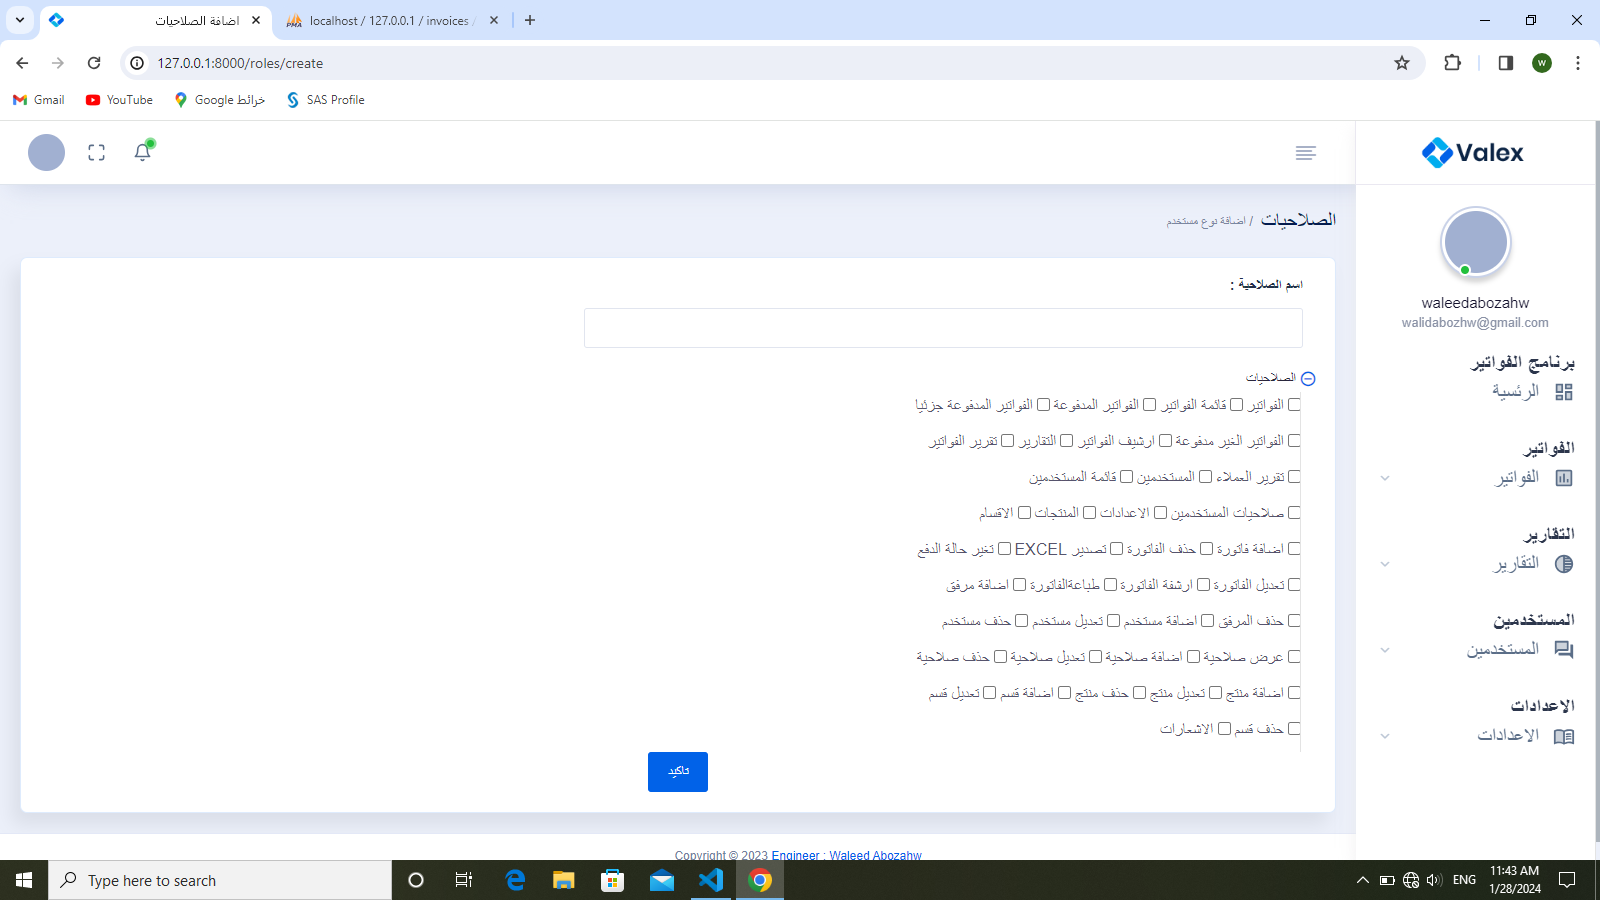 اضافة الصلاحيات
localhost / 127.0.0.1 / invoices /
127.0.0.1:8000/roles/create
W
Gmail
YouTube
خرائط Google
SAS Profile
Valex
waleedabozahw
walidabozhw@gmail.com
برنامج الفواتير
الرئسية
الفواتير
الفواتير
التقارير
التقارير
المستخدمين
المستخدمين
الاعدادات
الاعدادات
الصلاحيات / اضافة نوع مستخدم
اسم الصلاحية :
الصلاحيات
الفواتير قائمة الفواتير الفواتير المدفوعة الفواتير المدفوعة جزئيا
الفواتير الغير مدفوعة ارشيف الفواتير التقارير تقرير الفواتير
تقرير العملاء المستخدمين قائمة المستخدمين
صلاحيات المستخدمين الاعدادات المنتجات الاقسام
اضافة فاتورة حذف الفاتورة تصدير EXCEL تغير حالة الدفع
تعديل الفاتورة ارشفة الفاتورة طباعةالفاتورة اضافة مرفق
حذف المرفق اضافة مستخدم تعديل مستخدم حذف مستخدم
عرض صلاحية اضافة صلاحية تعديل صلاحية حذف صلاحية
اضافة منتج تعديل منتج حذف منتج اضافة قسم تعديل قسم
حذف قسم الاشعارات
تاكيد
Copyright © 2023 Engineer : Waleed Abozahw
Type here to search
ENG
11:43 AM
1/28/2024